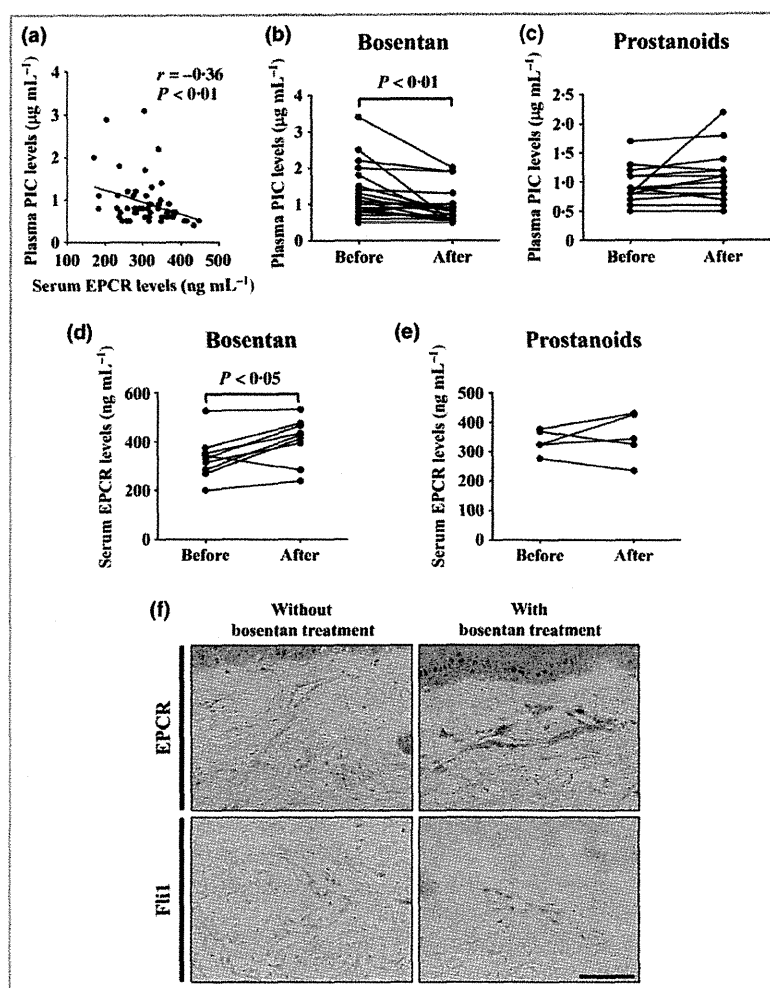 (a)
r = –0·36
P < 0·01
Plasma PIC levels (µg mL⁻¹)
4
3
2
1
0
100 200 300 400 500
Serum EPCR levels (ng mL⁻¹)
(b)
Bosentan
P < 0·01
Plasma PIC levels (µg mL⁻¹)
4
3
2
1
0
Before After
(c)
Prostanoids
Plasma PIC levels (µg mL⁻¹)
2·5
2·0
1·5
1·0
0·5
0
Before After
(d)
Bosentan
P < 0·05
Serum EPCR levels (ng mL⁻¹)
600
400
200
0
Before After
(e)
Prostanoids
Serum EPCR levels (ng mL⁻¹)
500
400
300
200
100
0
Before After
(f)
Without
bosentan treatment
With
bosentan treatment
EPCR
Fli1